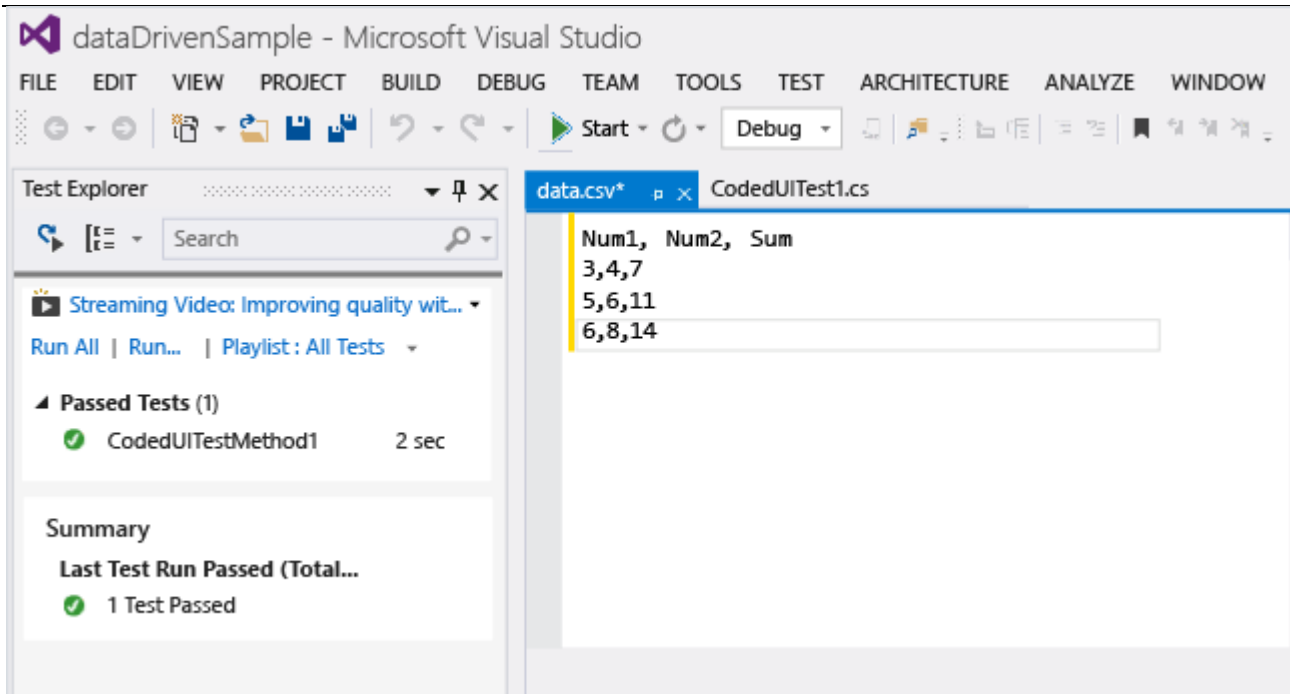 dataDrivenSample - Microsoft Visual Studio
FILE EDIT VIEW PROJECT BUILD DEBUG TEAM TOOLS TEST ARCHITECTURE ANALYZE WINDOW
Start Debug
Test Explorer
Search
Streaming Video: Improving quality wit...
Run All | Run... | Playlist : All Tests
Passed Tests (1)
CodedUITestMethod1 2 sec
Summary
Last Test Run Passed (Total...
1 Test Passed
data.csv* CodedUITest1.cs
Num1, Num2, Sum
3,4,7
5,6,11
6,8,14